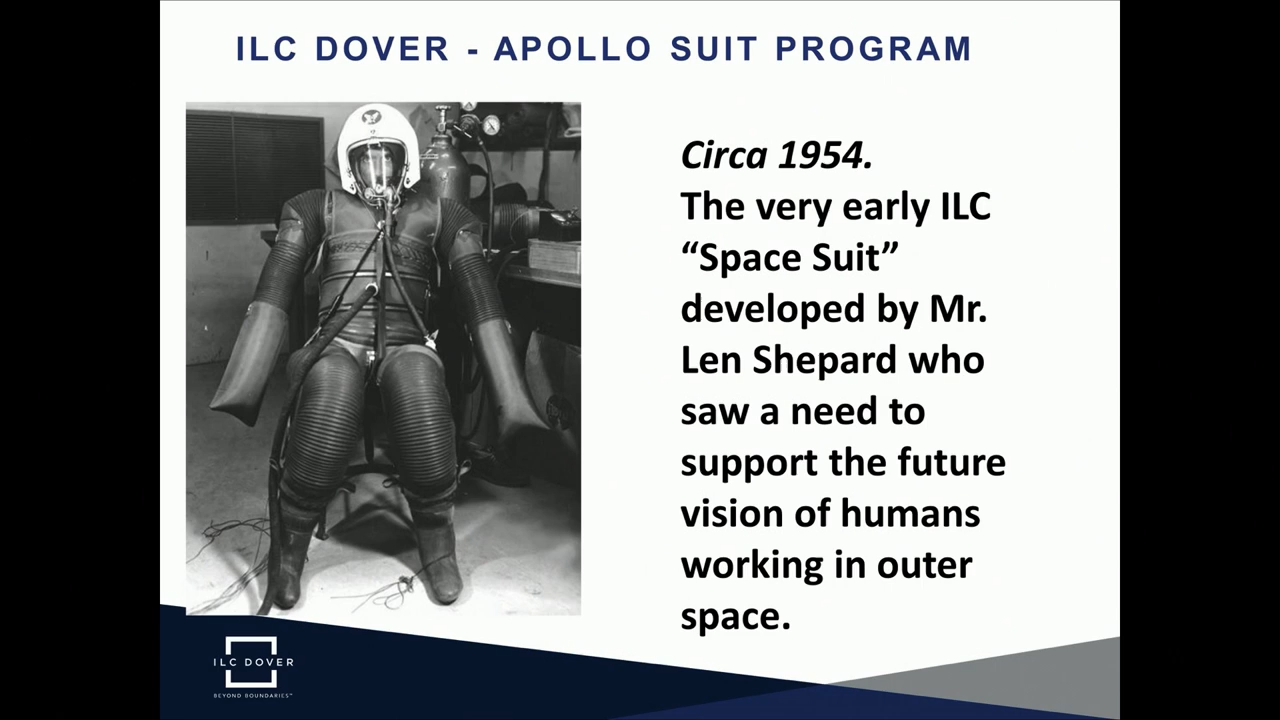 ILC DOVER - APOLLO SUIT PROGRAM
Circa 1954.
The very early ILC
“Space Suit”
developed by Mr.
Len Shepard who
saw a need to
support the future
vision of humans
working in outer
space.
ILC DOVER
BEYOND BOUNDARIES™